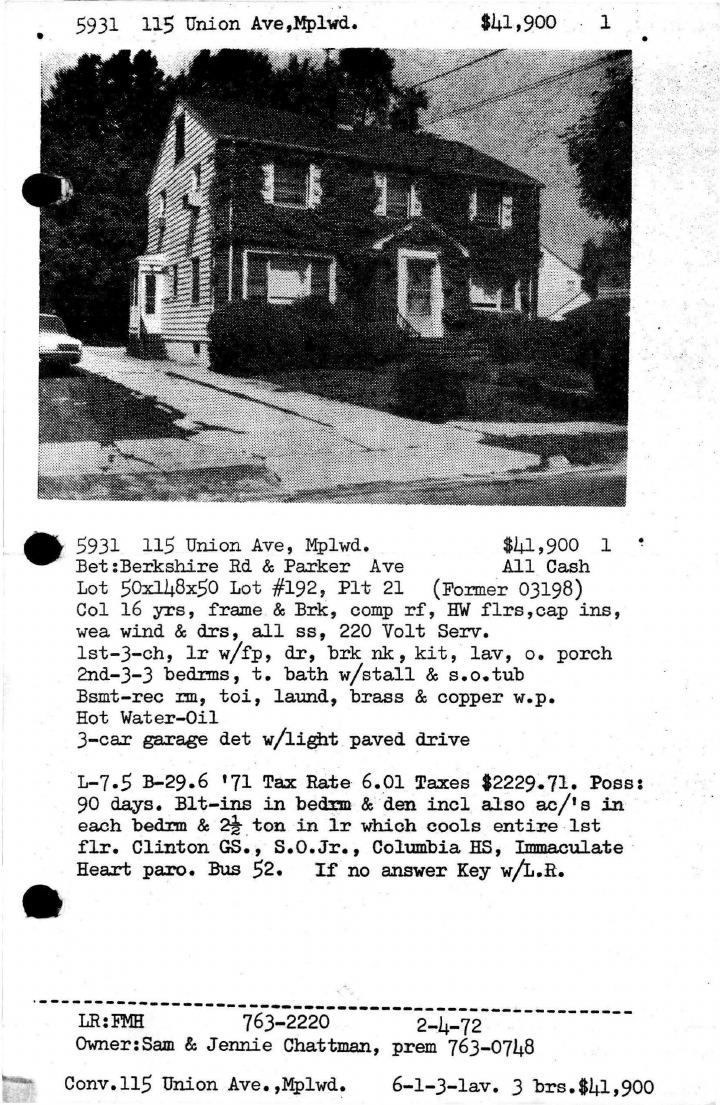 5931 115 Union Ave,Mplwd. $41,900 1
5931 115 Union Ave, Mplwd. $41,900 1
Bet:Berkshire Rd & Parker Ave All Cash
Lot 50x148x50 Lot #192, Plt 21 (Former 03198)
Col 16 yrs, frame & Brk, comp rf, HW flrs,cap ins,
wea wind & drs, all ss, 220 Volt Serv.
1st-3-ch, lr w/fp, dr, brk nk, kit, lav, o. porch
2nd-3-3 bedrms, t. bath w/stall & s.o.tub
Bsmt-rec rm, toi, laund, brass & copper w.p.
Hot Water-Oil
3-car garage det w/light paved drive
L-7.5 B-29.6 '71 Tax Rate 6.01 Taxes $2229.71. Poss:
90 days. Blt-ins in bedrm & den incl also ac/'s in
each bedrm & 2½ ton in lr which cools entire 1st
flr. Clinton GS., S.O.Jr., Columbia HS, Immaculate
Heart paro. Bus 52. If no answer Key w/L.R.
LR:FMH 763-2220 2-4-72
Owner:Sam & Jennie Chattman, prem 763-0748
Conv.115 Union Ave.,Mplwd. 6-1-3-lav. 3 brs.$41,900